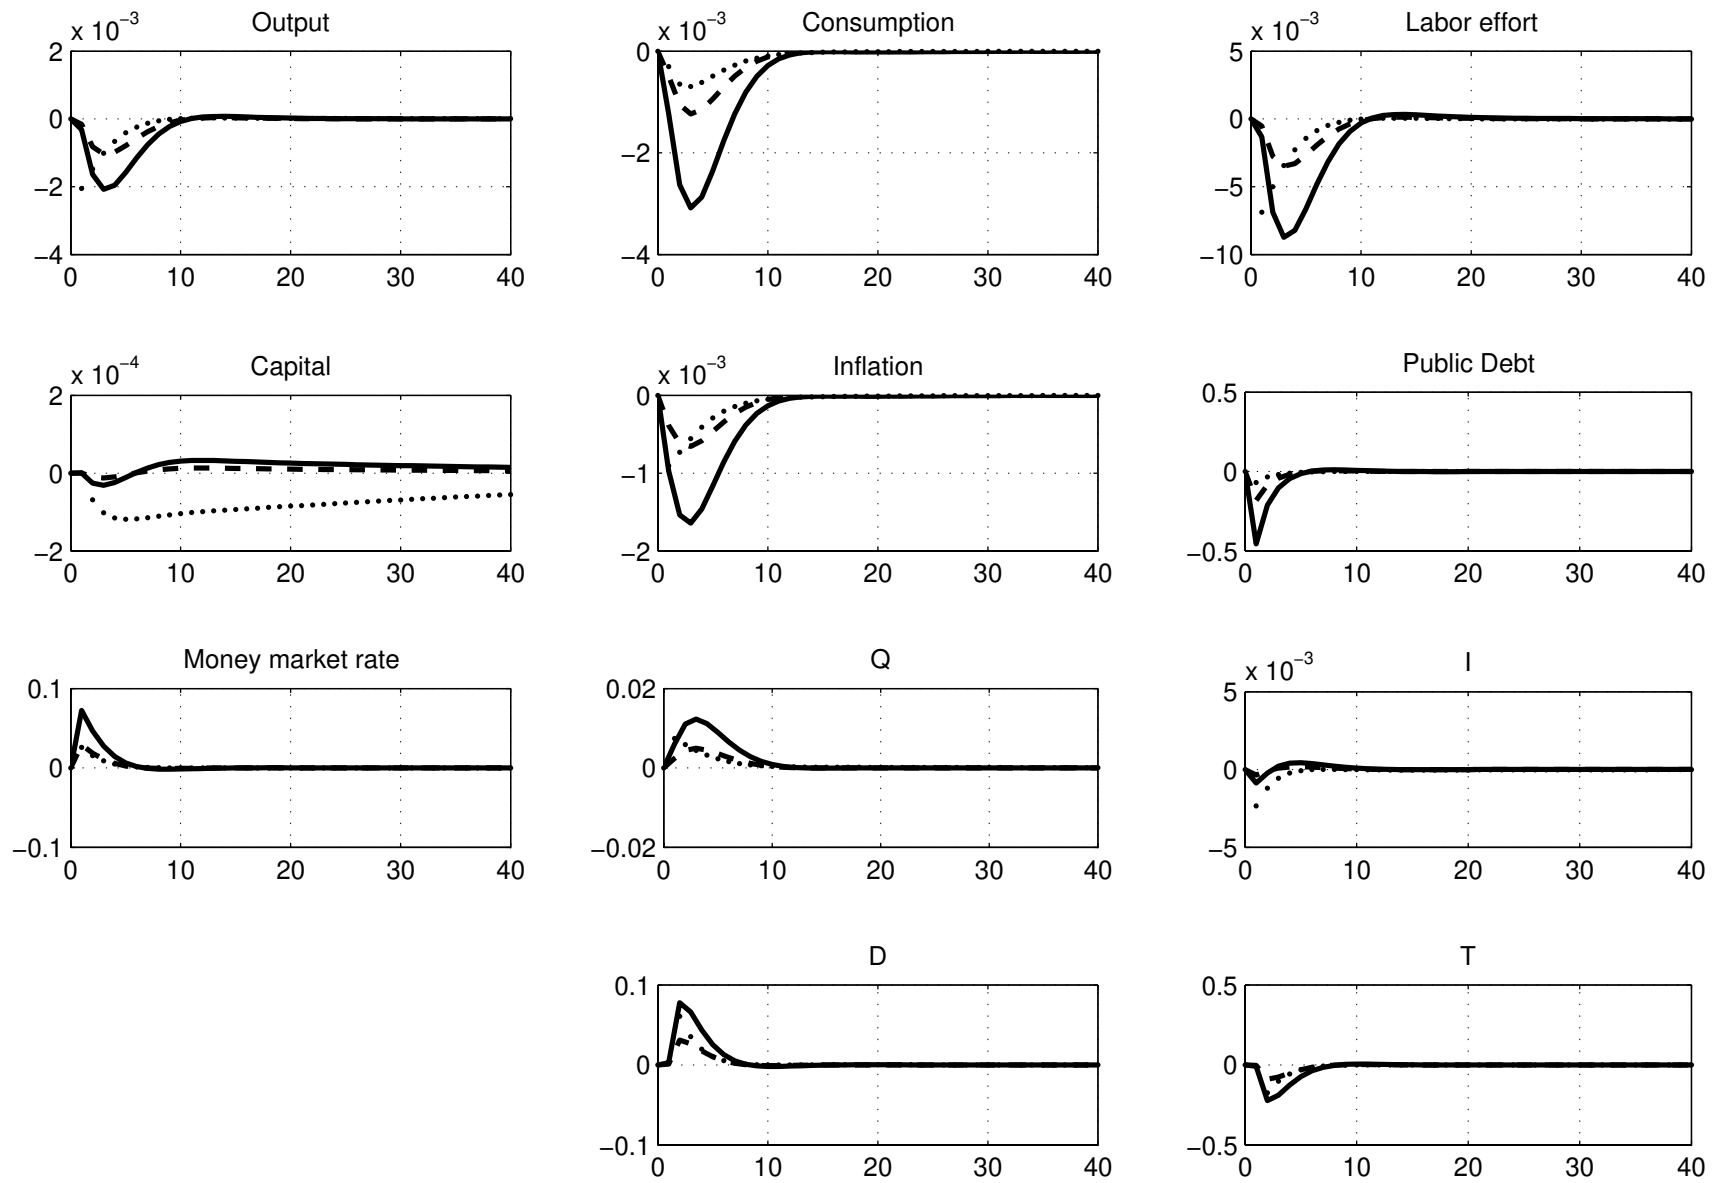 Output
x 10⁻³
2
0
−2
−4
0 10 20 30 40
Consumption
x 10⁻³
0
−2
−4
0 10 20 30 40
Labor effort
x 10⁻³
5
0
−5
−10
0 10 20 30 40
Capital
x 10⁻⁴
2
0
−2
0 10 20 30 40
Inflation
x 10⁻³
0
−1
−2
0 10 20 30 40
Public Debt
0.5
0
−0.5
0 10 20 30 40
Money market rate
0.1
0
−0.1
0 10 20 30 40
Q
0.02
0
−0.02
0 10 20 30 40
I
x 10⁻³
5
0
−5
0 10 20 30 40
D
0.1
0
−0.1
0 10 20 30 40
T
0.5
0
−0.5
0 10 20 30 40